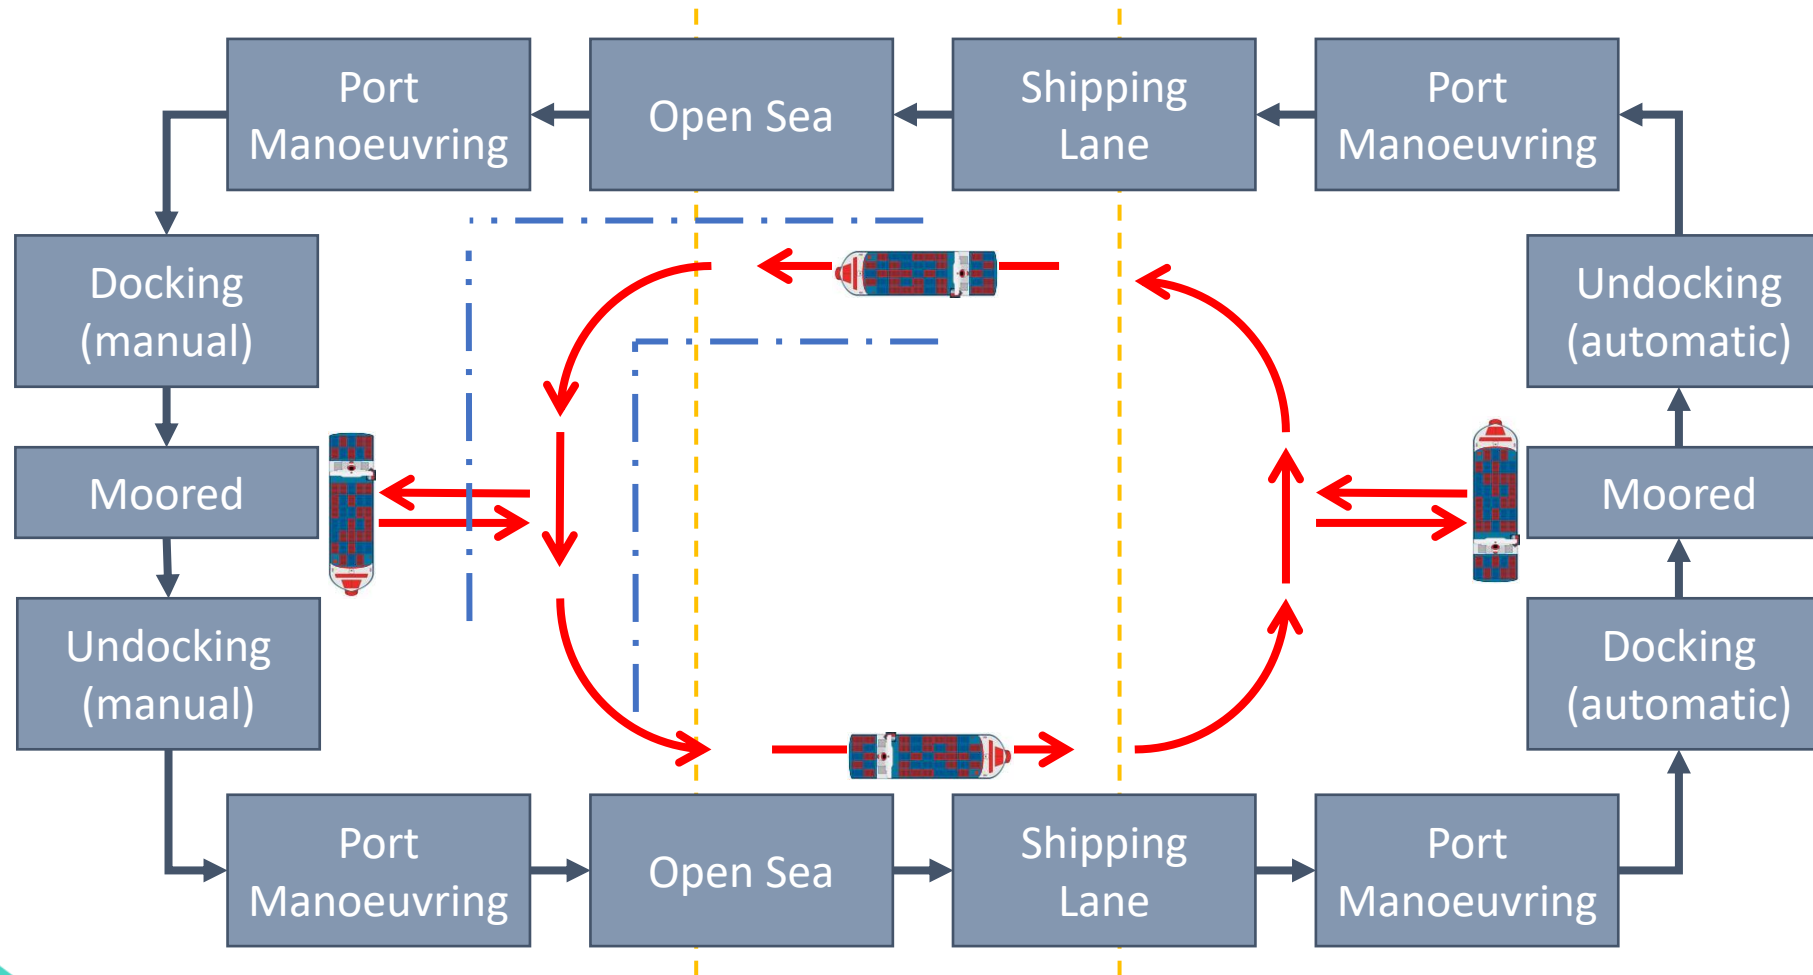 Port
Manoeuvring
Open Sea
Shipping
Lane
Port
Manoeuvring
Docking
(manual)
Undocking
(automatic)
Moored
Moored
Undocking
(manual)
Docking
(automatic)
Port
Manoeuvring
Open Sea
Shipping
Lane
Port
Manoeuvring